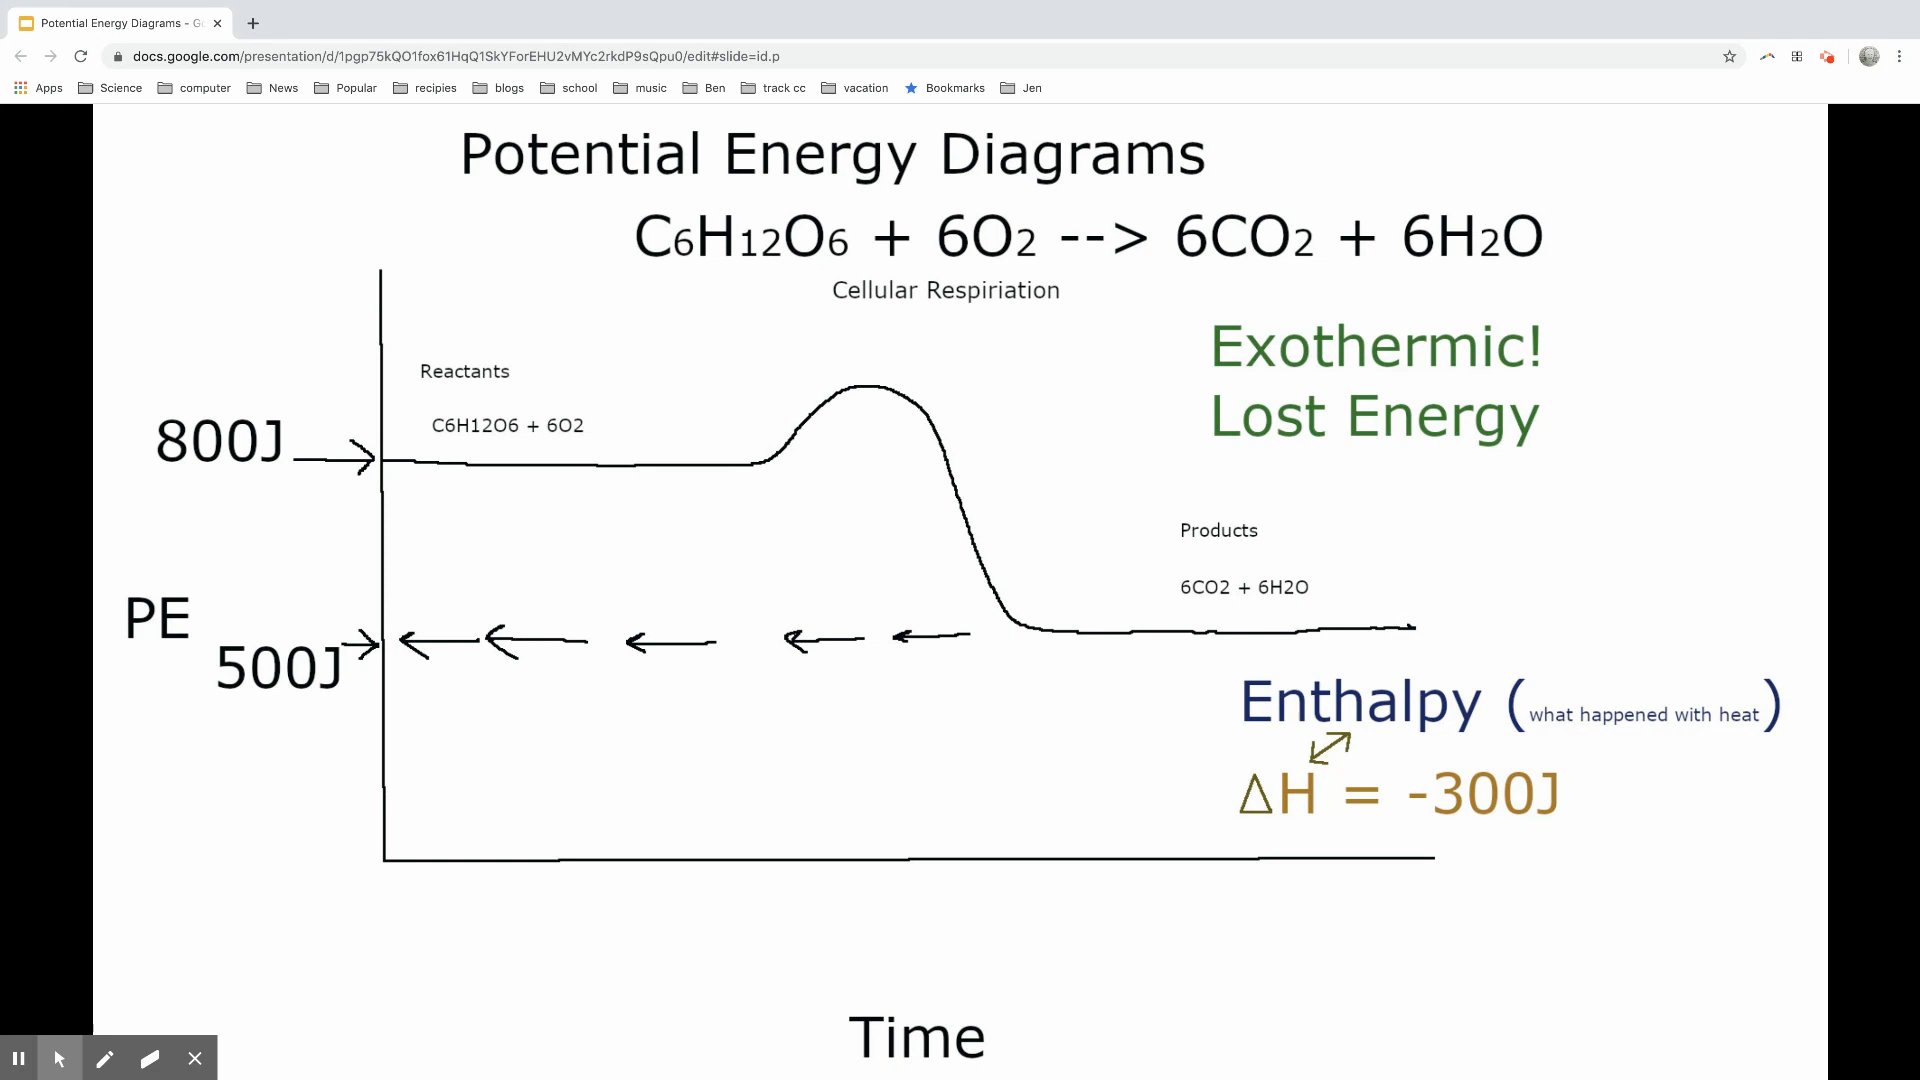 Potential Energy Diagrams - Go
docs.google.com/presentation/d/1pgp75kQO1fox61HqQ1SkYForEHU2vMYc2rkdP9sQpu0/edit#slide=id.p
Apps Science computer News Popular recipies blogs school music Ben track cc vacation Bookmarks Jen
Potential Energy Diagrams
C6H12O6 + 6O2 --> 6CO2 + 6H2O
Cellular Respiriation
Exothermic!
Lost Energy
Reactants
C6H12O6 + 6O2
800J
Products
6CO2 + 6H2O
PE
500J
Enthalpy (what happened with heat)
ΔH = -300J
Time